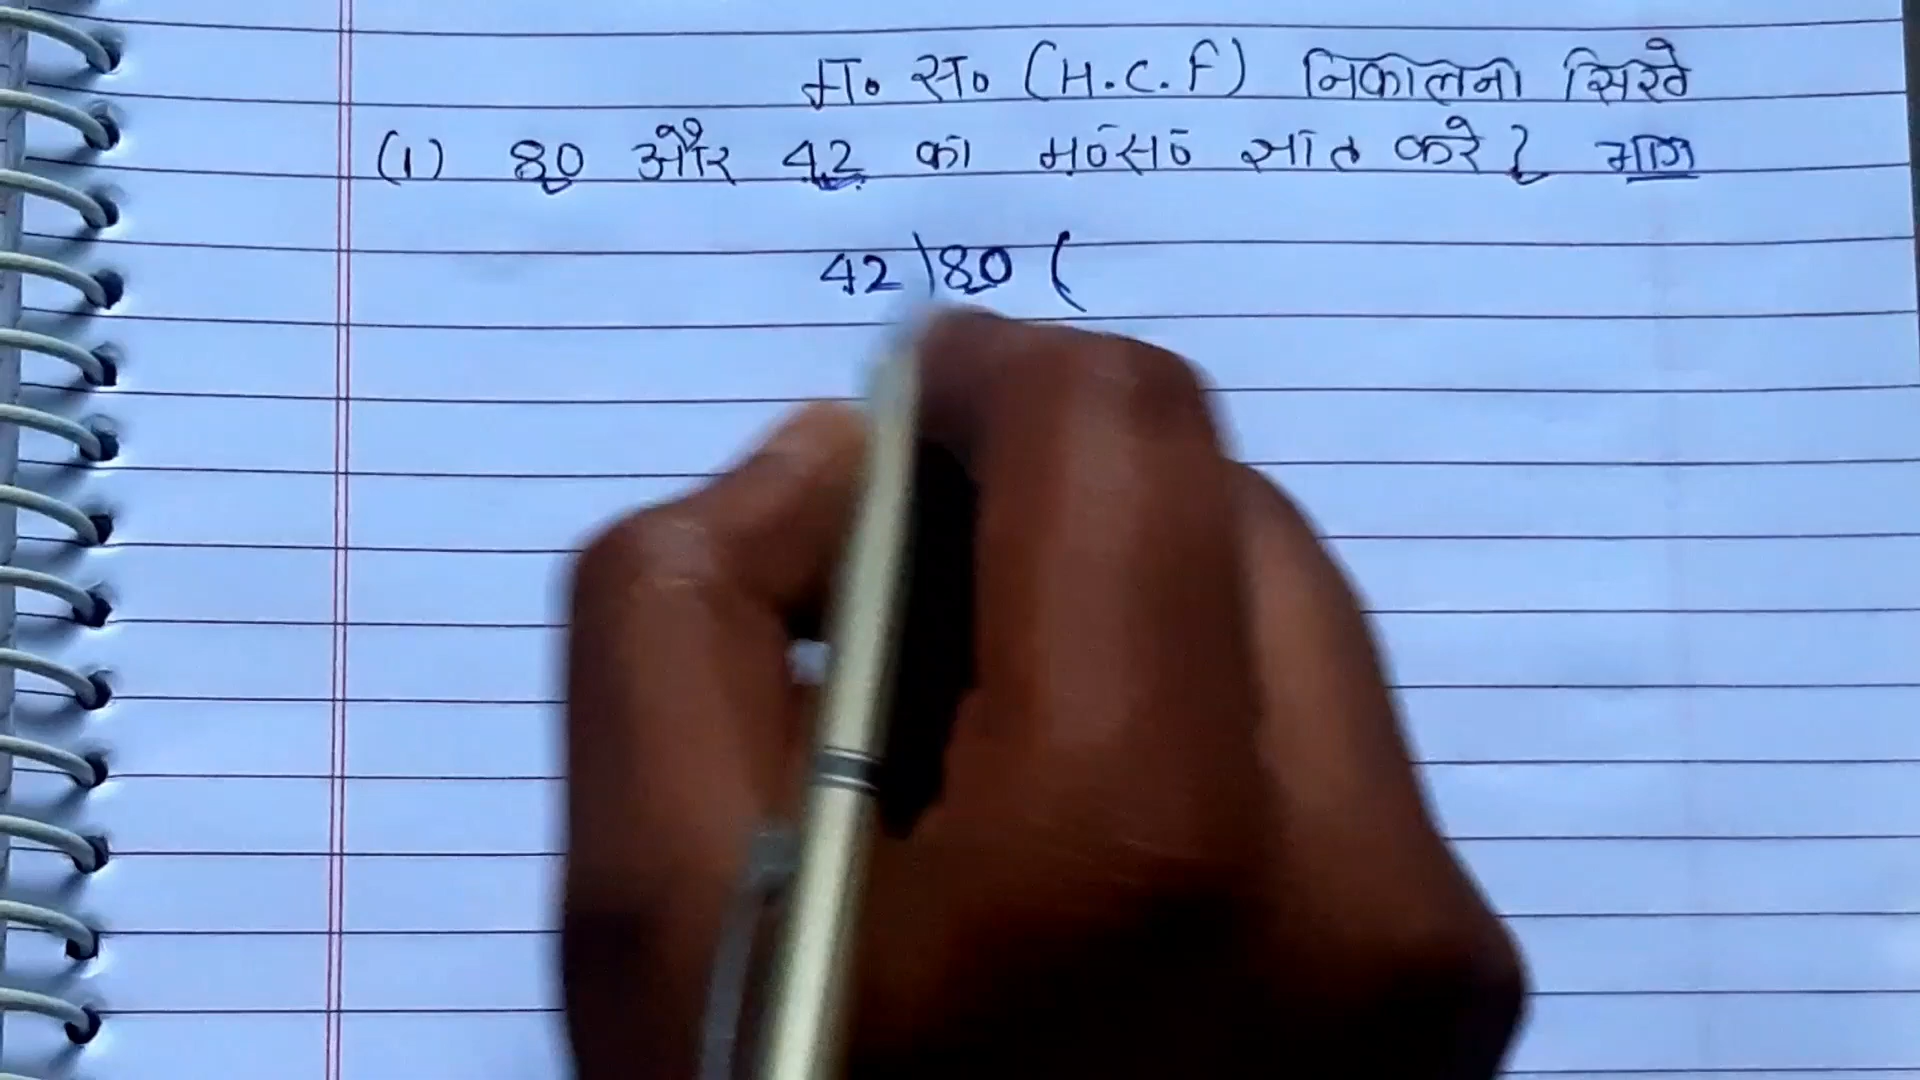 म० स० (H.C.F) निकालना सिखे
(1) 80 और 42 का म०स० ज्ञात करे ? भाग
42)80(